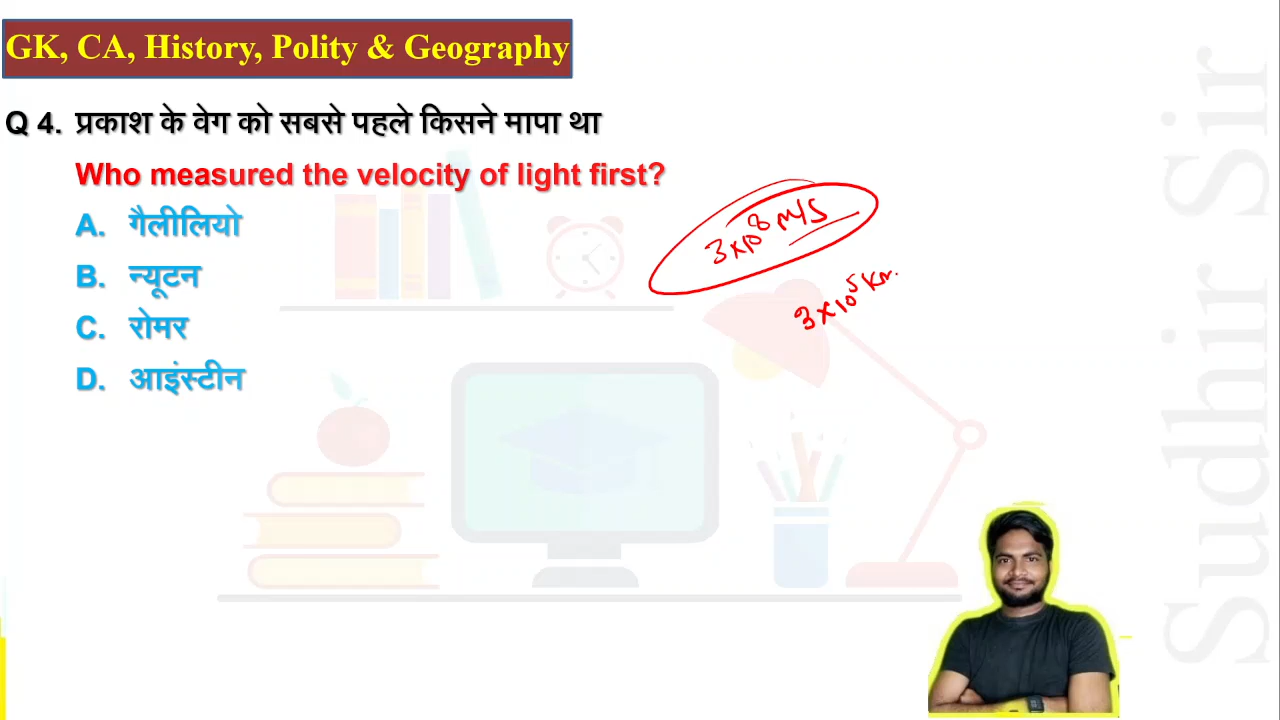 GK, CA, History, Polity & Geography
Q 4. प्रकाश के वेग को सबसे पहले किसने मापा था
Who measured the velocity of light first?
A. गैलीलियो
B. न्यूटन
C. रोमर
D. आइंस्टीन
3×10⁸ m/s
3×10⁵ Km.
Sudhir Sir